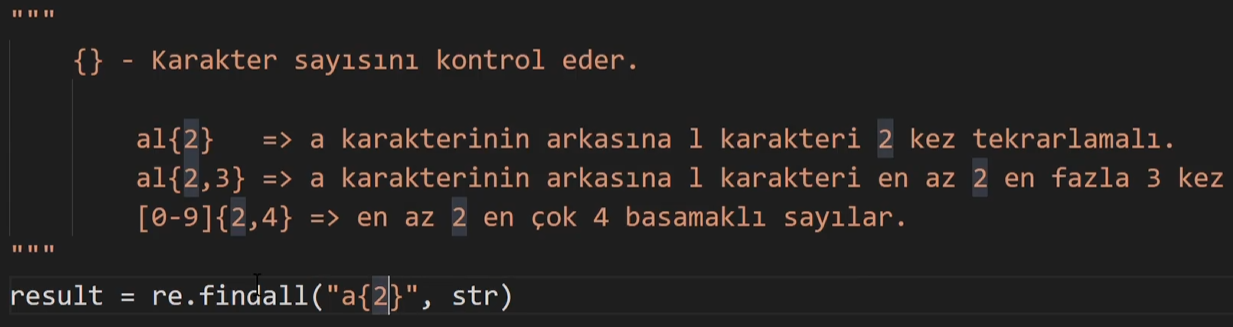 """
{} - Karakter sayısını kontrol eder.
al{2}   => a karakterinin arkasına l karakteri 2 kez tekrarlamalı.
al{2,3} => a karakterinin arkasına l karakteri en az 2 en fazla 3 kez
[0-9]{2,4} => en az 2 en çok 4 basamaklı sayılar.
"""
result = re.findall("a{2}", str)